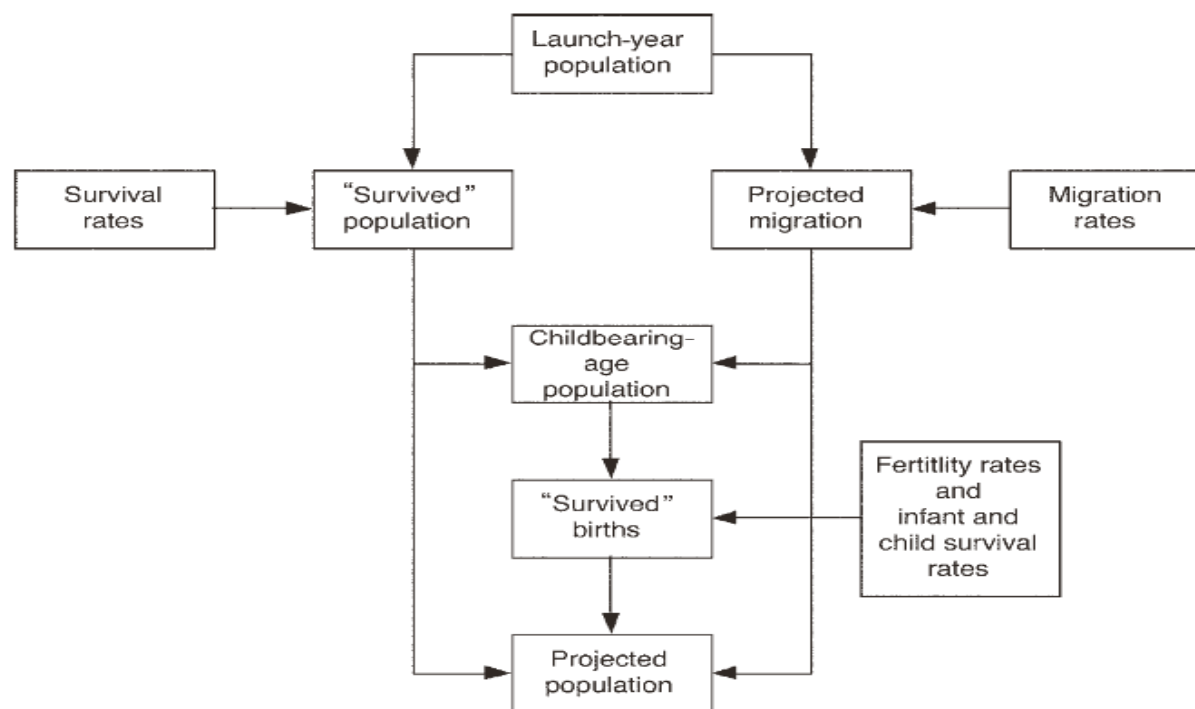 Launch-year
population
Survival
rates
“Survived”
population
Projected
migration
Migration
rates
Childbearing-
age
population
“Survived”
births
Fertitlity rates
and
infant and
child survival
rates
Projected
population